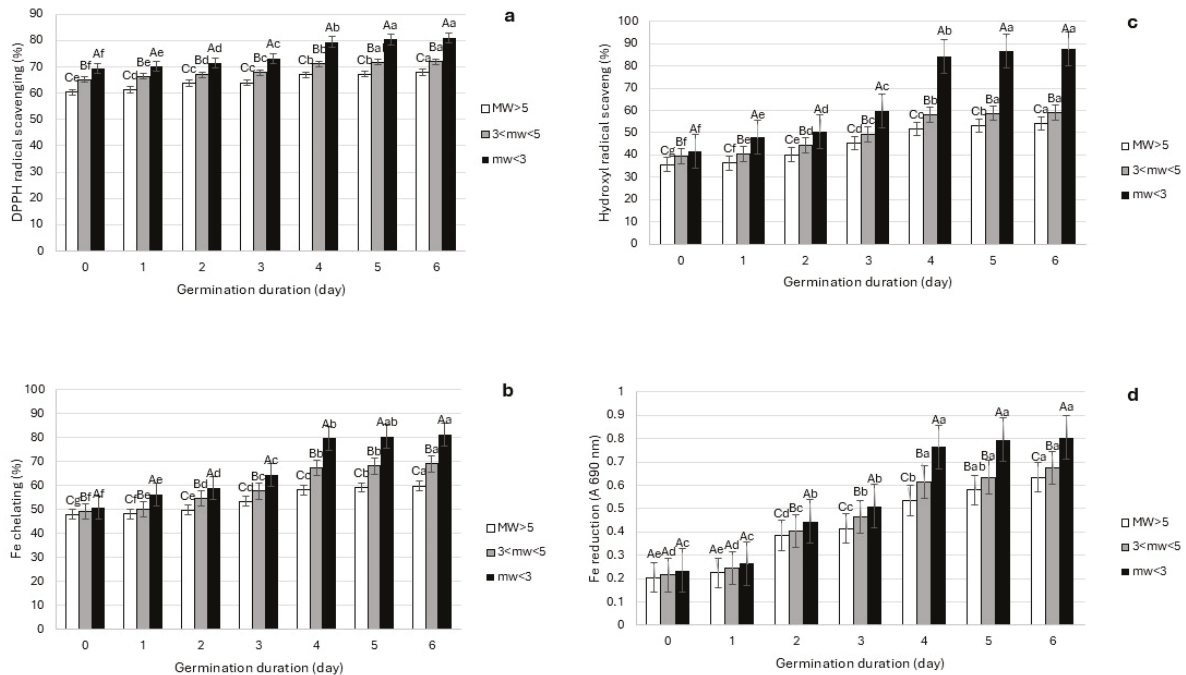 a
DPPH radical scavenging (%)
90
80
70
60
50
40
30
20
10
0
Ce Bf Af
Cd Be Ae
Cc Bd Ad
Cc Bc Ac
Cb Bb Ab
Cb Ba Aa
Ca Ba Aa
0 1 2 3 4 5 6
Germination duration (day)
MW>5
3<mw<5
mw<3
c
Hydroxyl radical scaveng (%)
100
90
80
70
60
50
40
30
20
10
0
Cg Bf Af
Cf Be Ae
Ce Bd Ad
Cd Bc Ac
Cc Bb Ab
Cb Ba Aa
Ca Ba Aa
0 1 2 3 4 5 6
Germination duration (day)
MW>5
3<mw<5
mw<3
b
Fe chelating (%)
100
90
80
70
60
50
40
30
20
10
0
Cg Bf Af
Cf Be Ae
Ce Bd Ad
Cd Bc Ac
Cc Bb Ab
Cb Bb Aab
Ca Ba Aa
0 1 2 3 4 5 6
Germination duration (day)
MW>5
3<mw<5
mw<3
d
Fe reduction (A 690 nm)
1
0.9
0.8
0.7
0.6
0.5
0.4
0.3
0.2
0.1
0
Ae Ad Ac
Ae Ad Ac
Cd Bc Ab
Cc Bb Ab
Cb Ba Aa
Bab Ba Aa
Ca Ba Aa
0 1 2 3 4 5 6
Germination duration (day)
MW>5
3<mw<5
mw<3